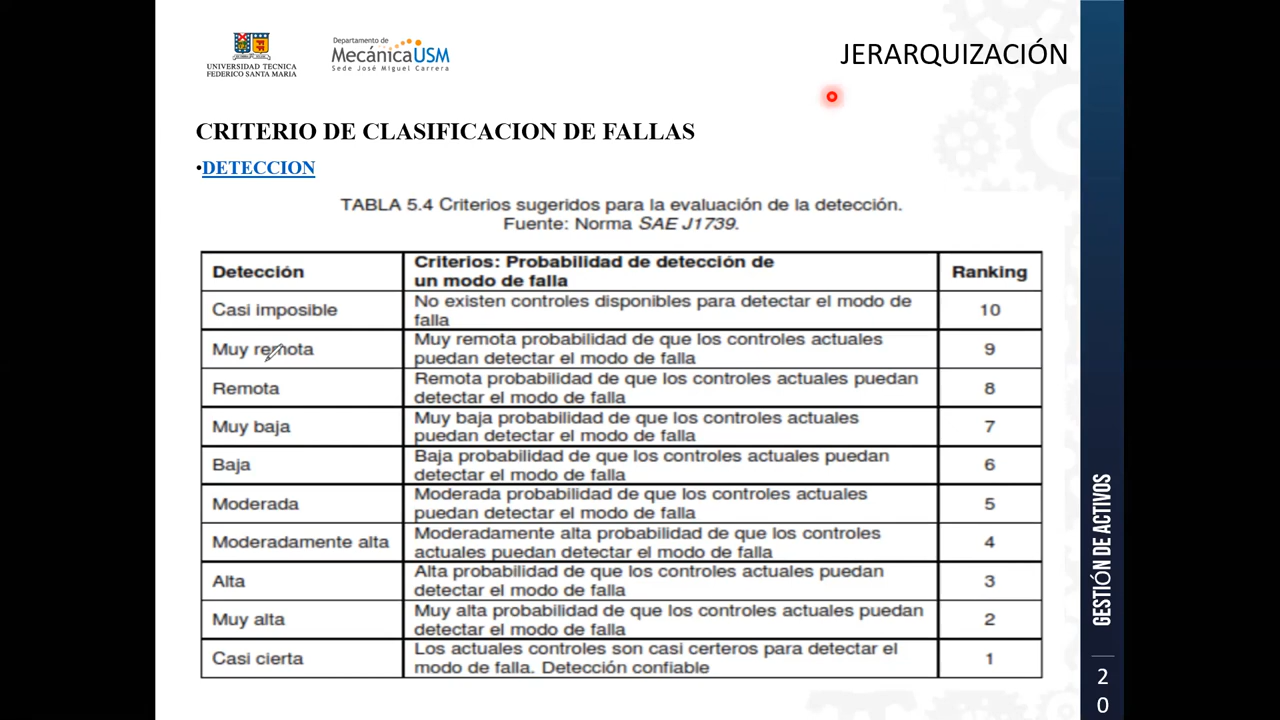 UNIVERSIDAD TECNICA
FEDERICO SANTA MARIA
Departamento de
MecánicaUSM
Sede José Miguel Carrera
JERARQUIZACIÓN
CRITERIO DE CLASIFICACION DE FALLAS
•DETECCION
TABLA 5.4 Criterios sugeridos para la evaluación de la detección.
Fuente: Norma SAE J1739.
Detección
Criterios: Probabilidad de detección de
un modo de falla
Ranking
Casi imposible
No existen controles disponibles para detectar el modo de
falla
10
Muy remota
Muy remota probabilidad de que los controles actuales
puedan detectar el modo de falla
9
Remota
Remota probabilidad de que los controles actuales puedan
detectar el modo de falla
8
Muy baja
Muy baja probabilidad de que los controles actuales
puedan detectar el modo de falla
7
Baja
Baja probabilidad de que los controles actuales puedan
detectar el modo de falla
6
Moderada
Moderada probabilidad de que los controles actuales
puedan detectar el modo de falla
5
Moderadamente alta
Moderadamente alta probabilidad de que los controles
actuales puedan detectar el modo de falla
4
Alta
Alta probabilidad de que los controles actuales puedan
detectar el modo de falla
3
Muy alta
Muy alta probabilidad de que los controles actuales puedan
detectar el modo de falla
2
Casi cierta
Los actuales controles son casi certeros para detectar el
modo de falla. Detección confiable
1
GESTIÓN DE ACTIVOS
2
0